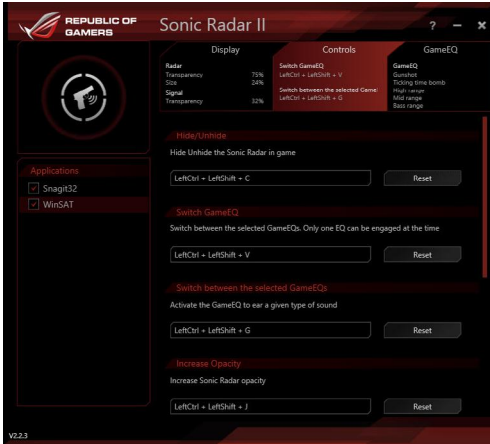 REPUBLIC OF
GAMERS
Sonic Radar II
? − ×
Display
Radar
Transparency 75%
Size 24%
Signal
Transparency 32%
Controls
Switch GameEQ
LeftCtrl + LeftShift + V
Switch between the selected Game
LeftCtrl + LeftShift + G
GameEQ
GameEQ
Gunshot
Ticking time bomb
High range
Mid range
Bass range
Applications
Snagit32
WinSAT
Hide/Unhide
Hide Unhide the Sonic Radar in game
LeftCtrl + LeftShift + C Reset
Switch GameEQ
Switch between the selected GameEQs. Only one EQ can be engaged at the time
LeftCtrl + LeftShift + V Reset
Switch between the selected GameEQs
Activate the GameEQ to ear a given type of sound
LeftCtrl + LeftShift + G Reset
Increase Opacity
Increase Sonic Radar opacity
LeftCtrl + LeftShift + J Reset
V2.2.3